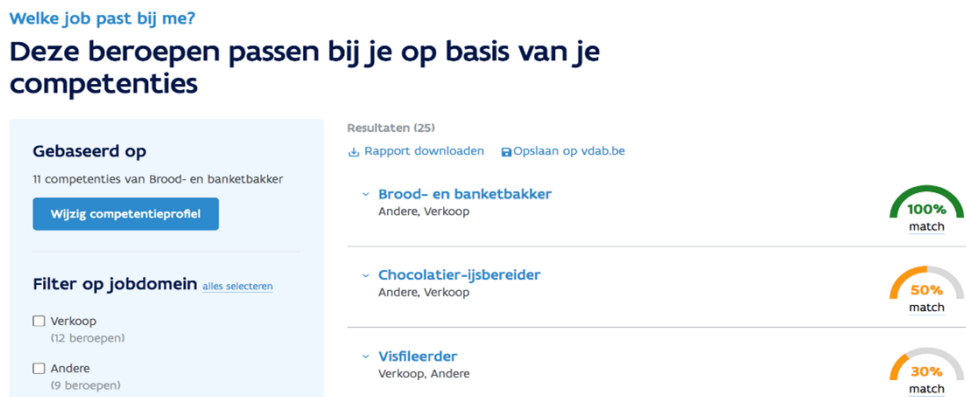 Welke job past bij me?
Deze beroepen passen bij je op basis van je
competenties
Gebaseerd op
11 competenties van Brood- en banketbakker
Wijzig competentieprofiel
Filter op jobdomein alles selecteren
Verkoop
(12 beroepen)
Andere
(9 beroepen)
Resultaten (25)
Rapport downloaden Opslaan op vdab.be
Brood- en banketbakker
Andere, Verkoop
100%
match
Chocolatier-ijsbereider
Andere, Verkoop
50%
match
Visfileerder
Verkoop, Andere
30%
match